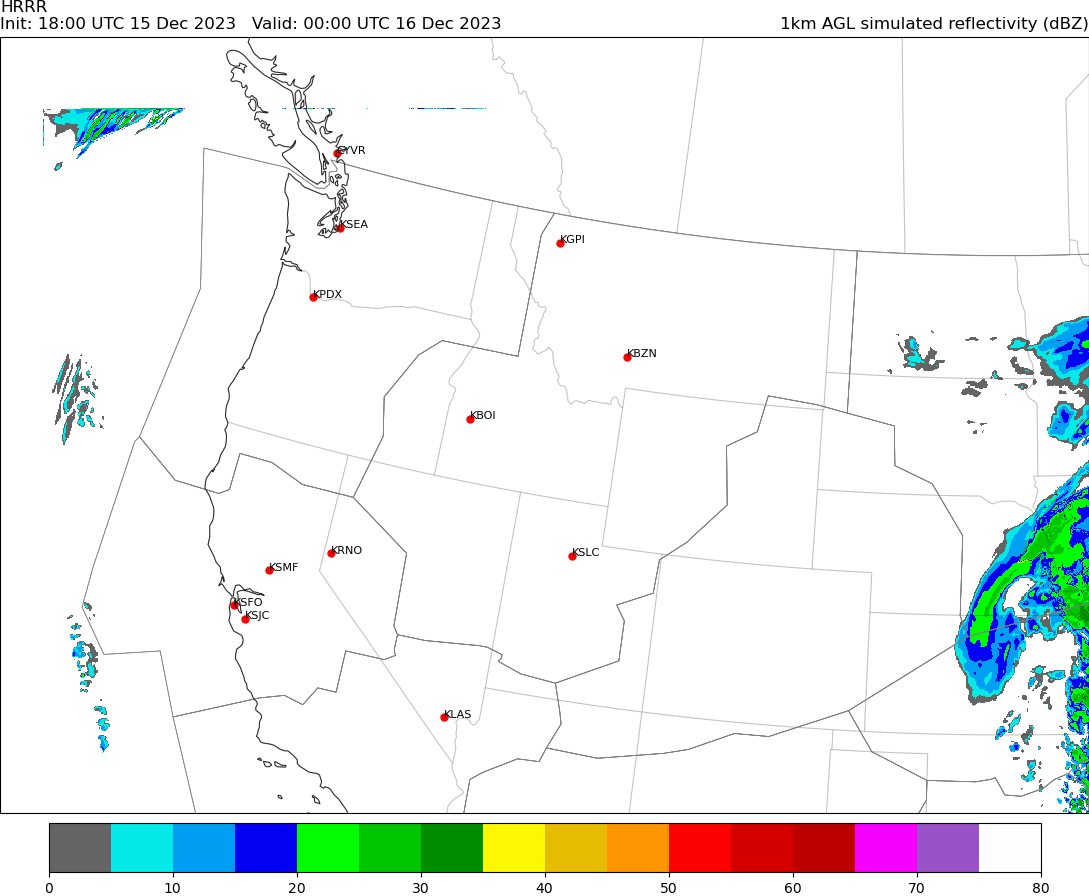 HRRR
Init: 18:00 UTC 15 Dec 2023   Valid: 00:00 UTC 16 Dec 2023   1km AGL simulated reflectivity (dBZ)
CYVR
KSEA
KGPI
KPDX
KBZN
KBOI
KRNO
KSLC
KSMF
KSFO
KSJC
KLAS
0 10 20 30 40 50 60 70 80